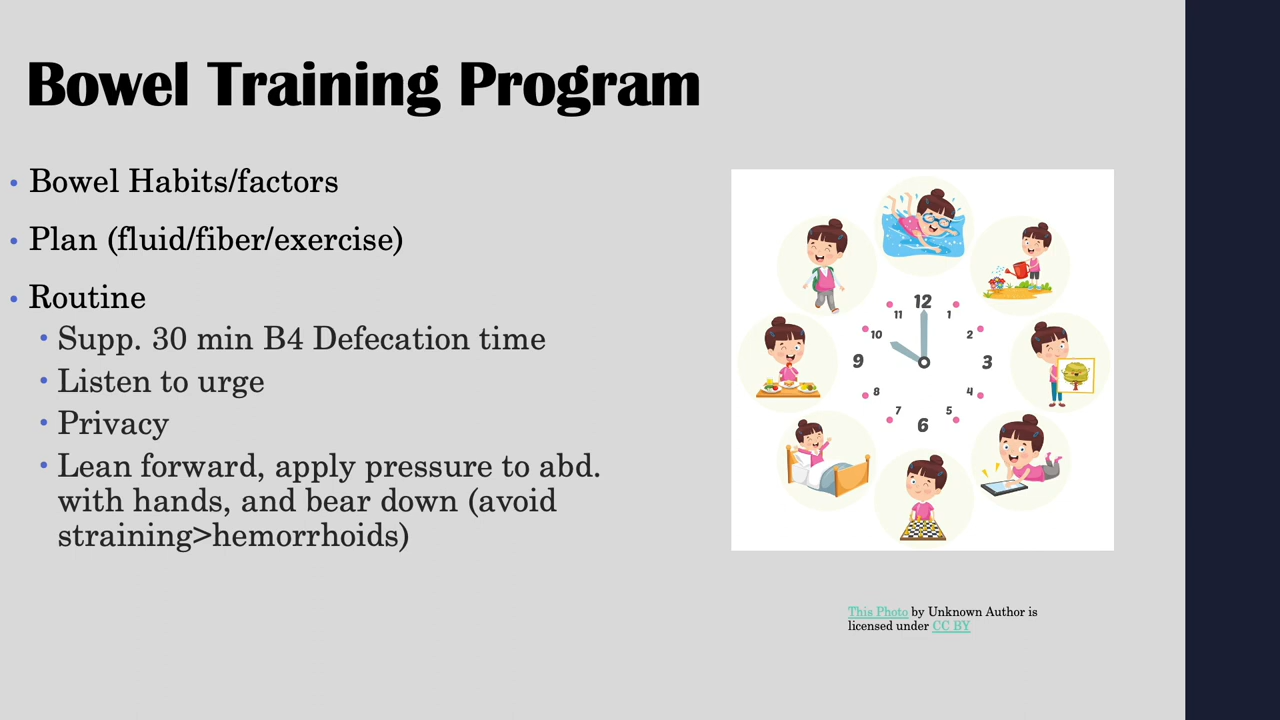 Bowel Training Program
• Bowel Habits/factors
• Plan (fluid/fiber/exercise)
• Routine
• Supp. 30 min B4 Defecation time
• Listen to urge
• Privacy
• Lean forward, apply pressure to abd.
with hands, and bear down (avoid
straining>hemorrhoids)
12
11
1
10
2
9
3
8
4
7
5
6
This Photo by Unknown Author is
licensed under CC BY